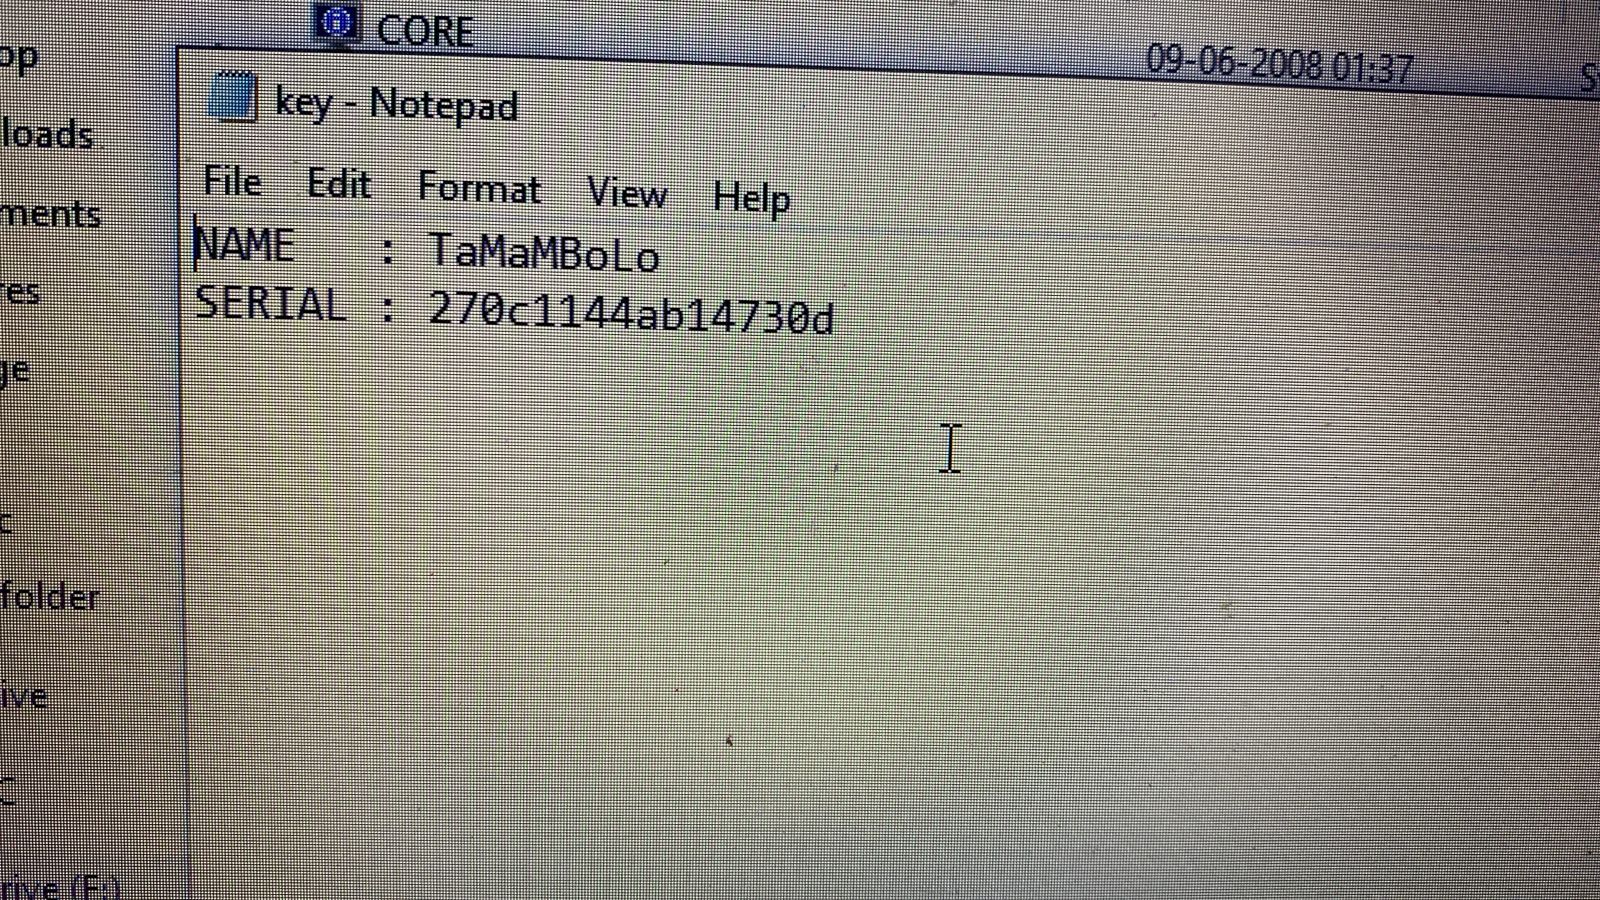 CORE
09-06-2008 01:37
op
key - Notepad
loads
File Edit Format View Help
ments
NAME   : TaMaMBoLo
es
SERIAL : 270c1144ab14730d
ge
c
folder
ive
C
rive (F:)